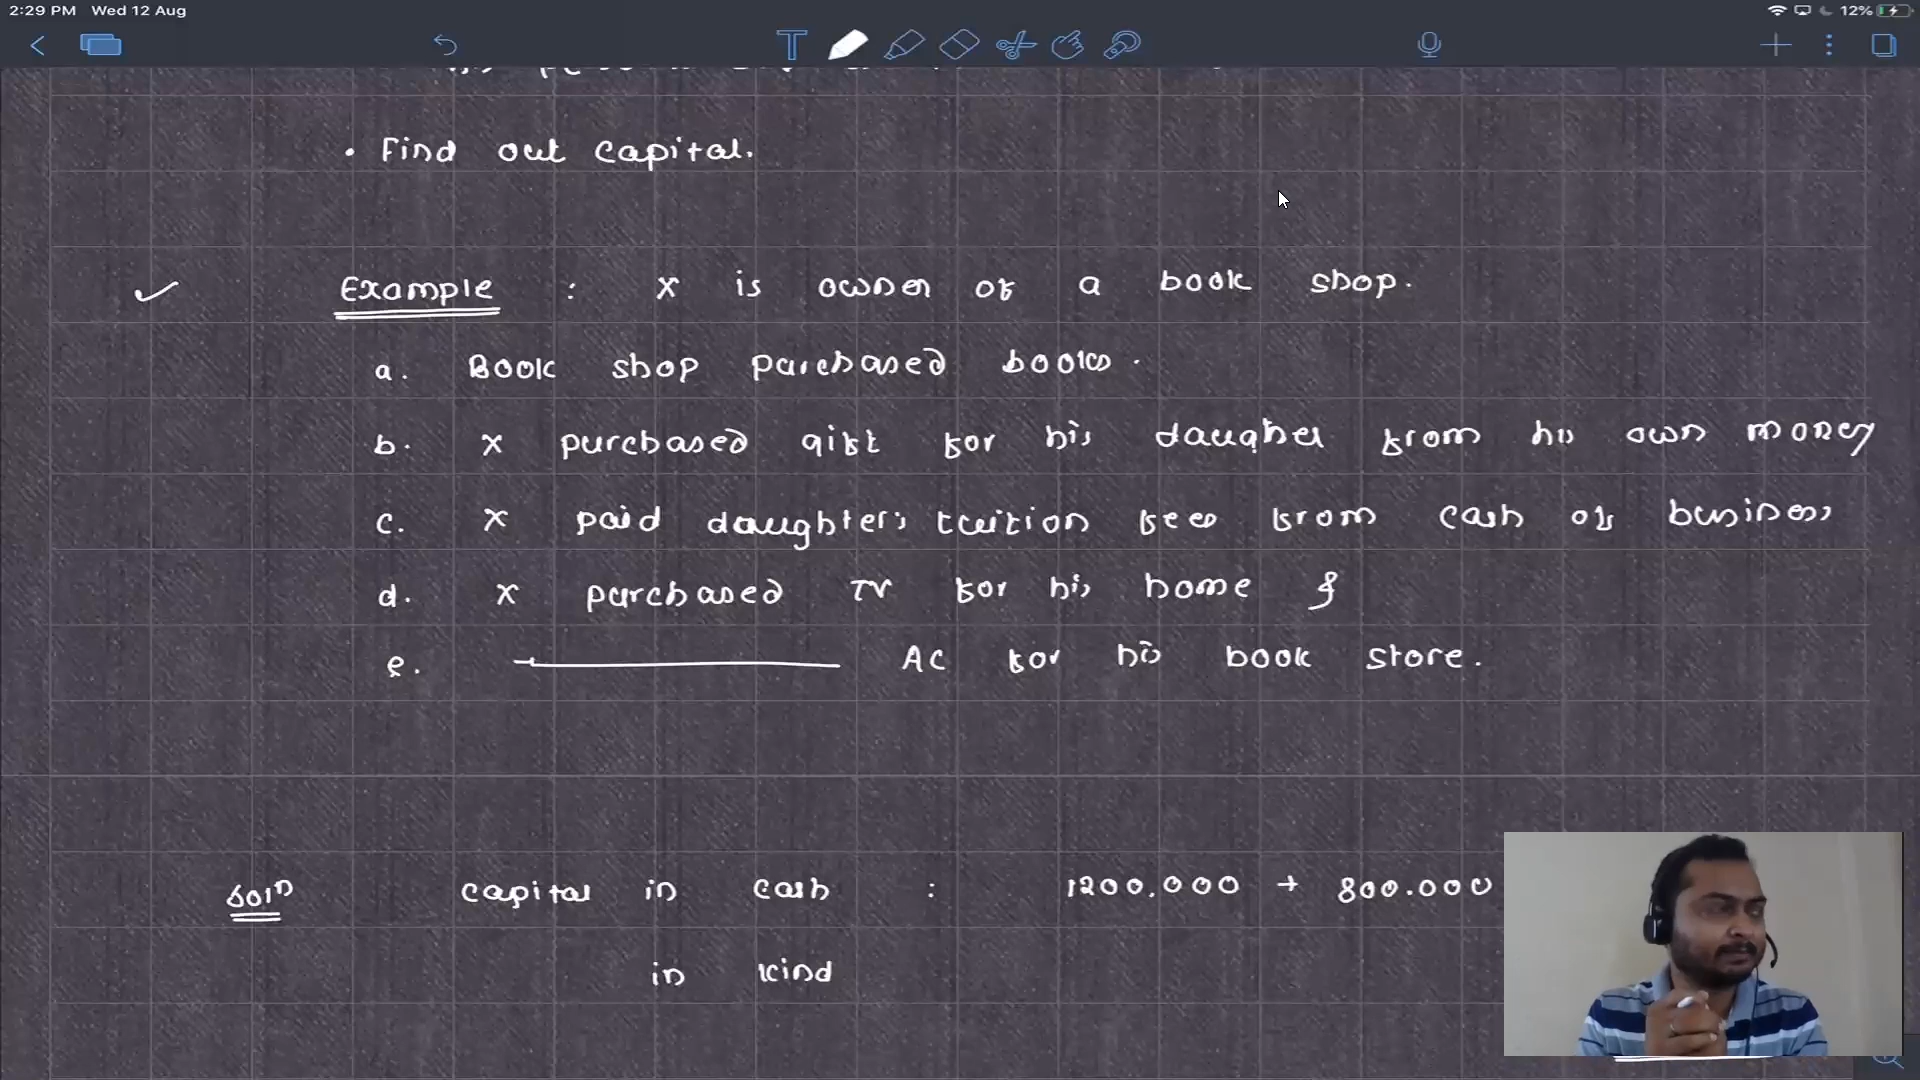 2:29 PM Wed 12 Aug 12%
T
• Find out capital.
Example : X is owner of a book shop.
a. Book shop purchased books.
b. X purchased gift for his daughter from his own money
c. X paid daughter's tuition fees from cash of business
d. X purchased TV for his home &
e. ———— AC for his book store.
Solⁿ capital in cash : 1200,000 + 800.000
in kind